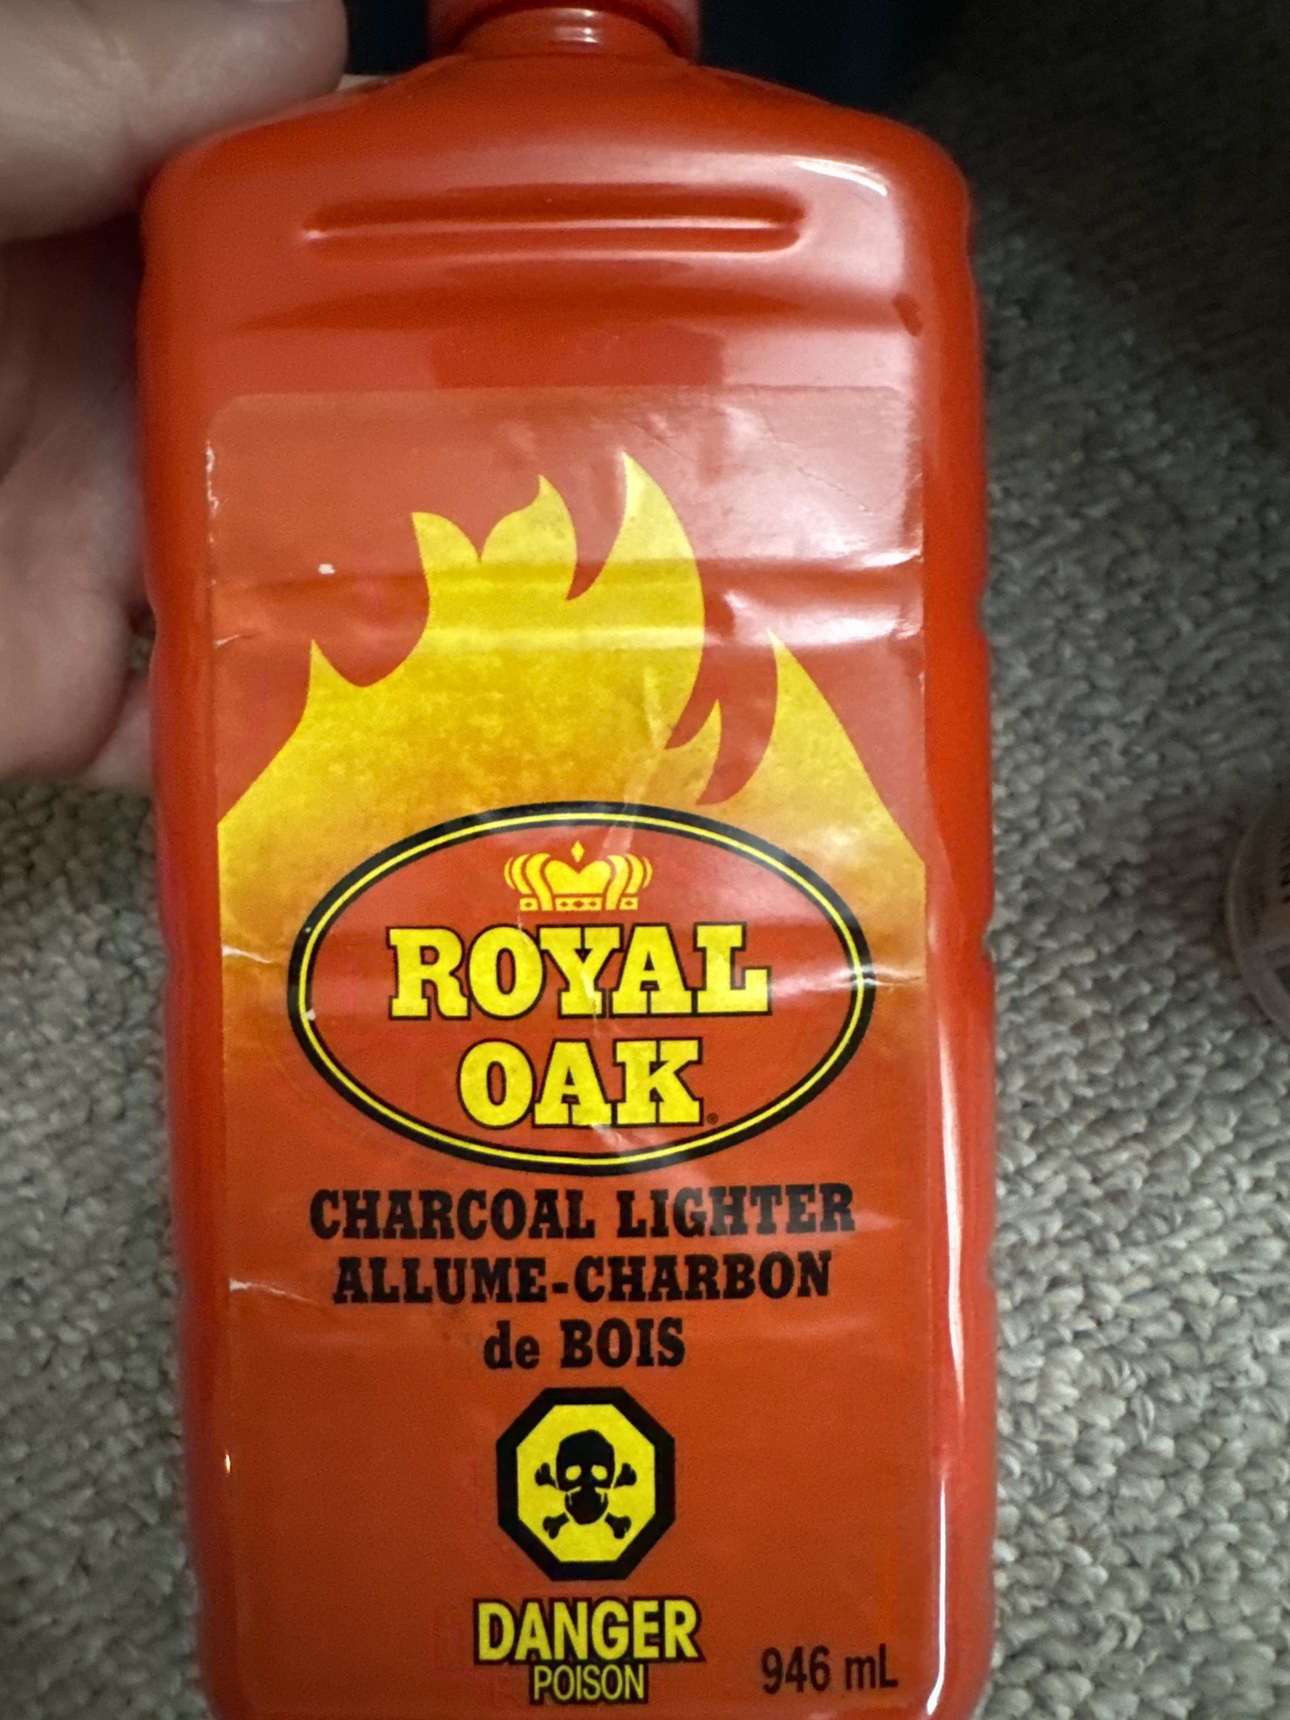 ROYAL
OAK
CHARCOAL LIGHTER
ALLUME-CHARBON
de BOIS
DANGER
POISON
946 mL